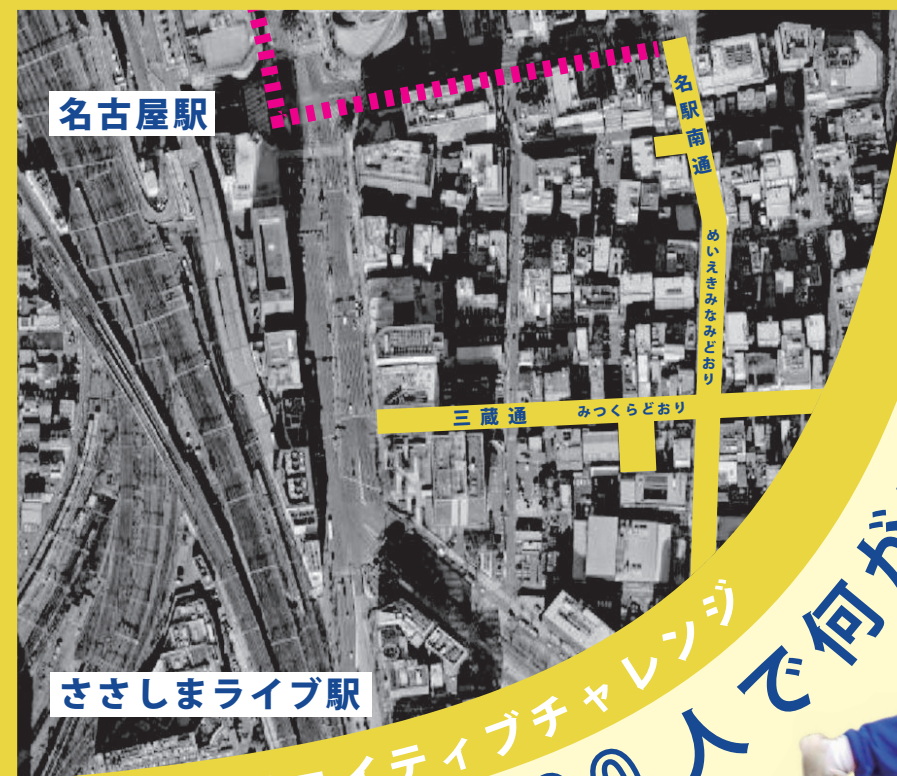 名古屋駅
名駅南通
めいえきみなみどおり
三蔵通 みつくらどおり
ささしまライブ駅
イティブチャレンジ
人で何が